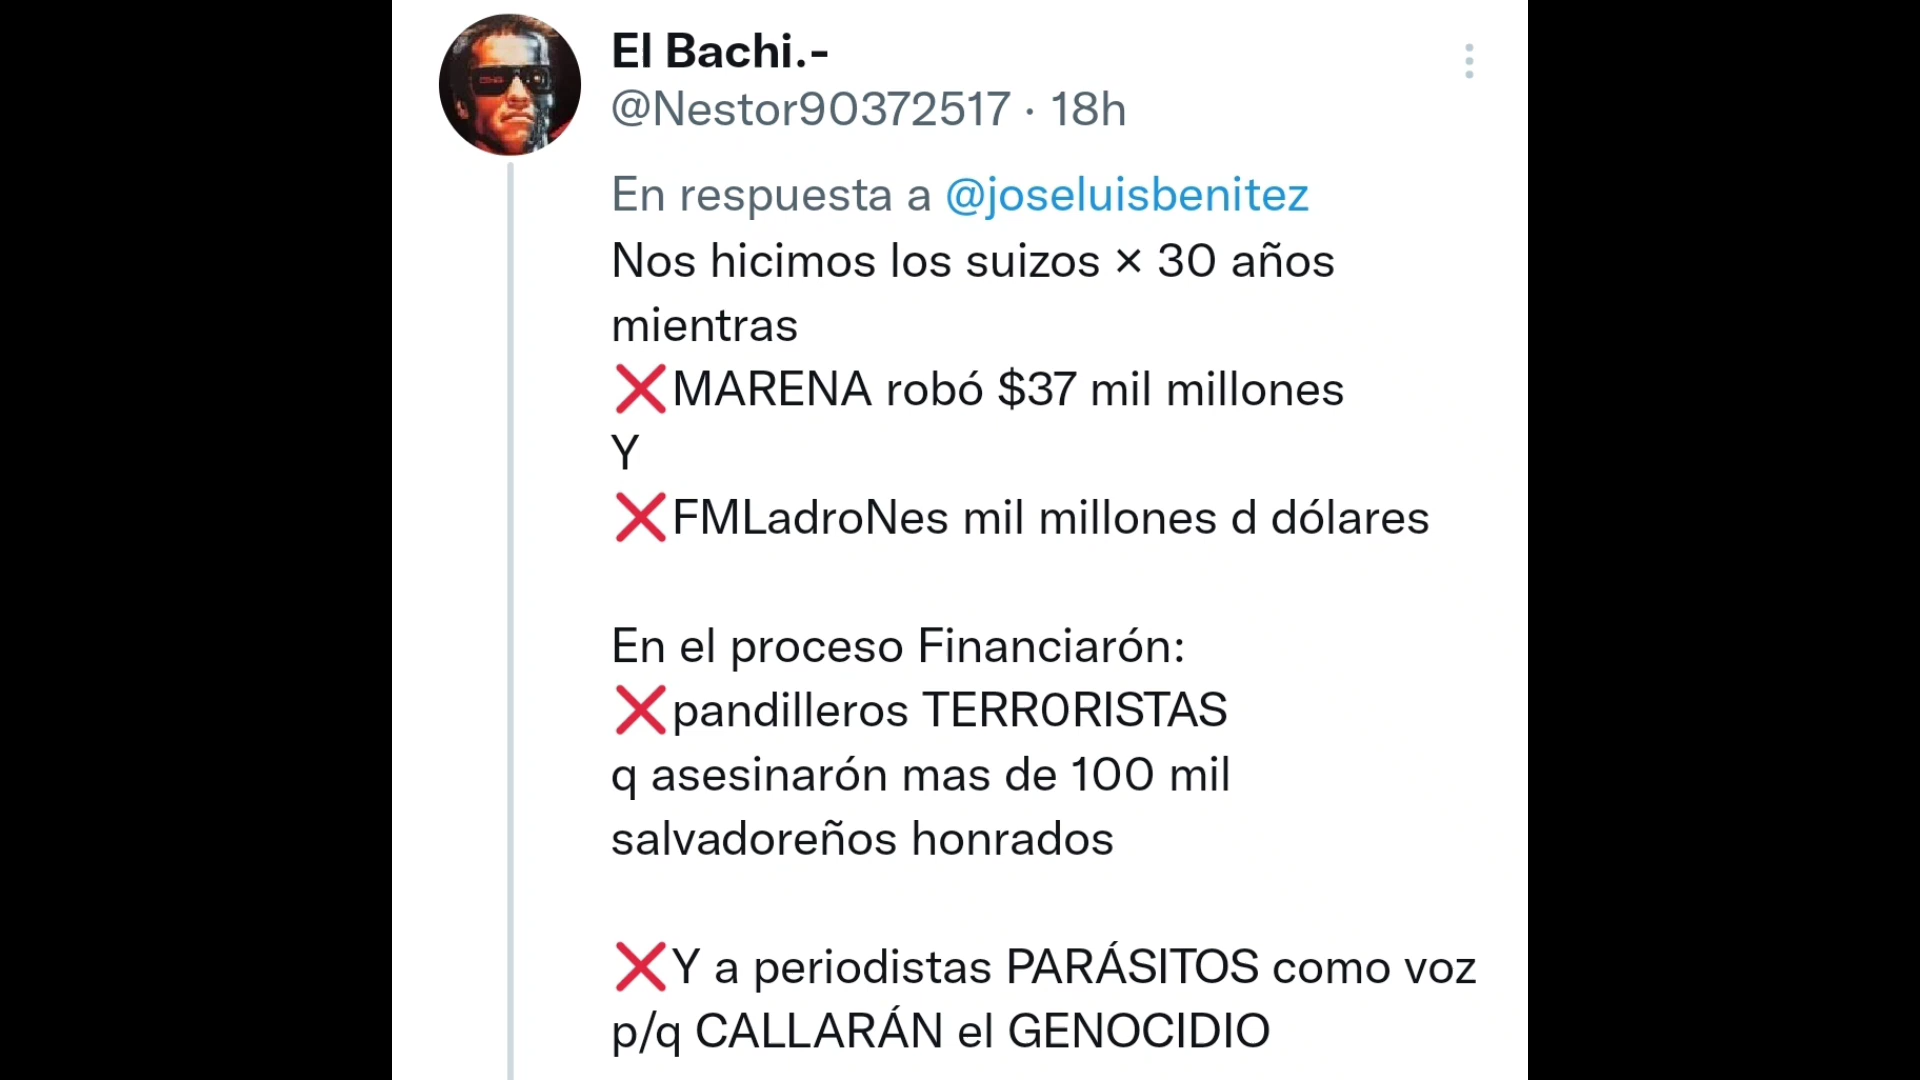 El Bachi.-
@Nestor90372517 · 18h
En respuesta a @joseluisbenitez
Nos hicimos los suizos × 30 años
mientras
❌MARENA robó $37 mil millones
Y
❌FMLadroNes mil millones d dólares
En el proceso Financiarón:
❌pandilleros TERR0RISTAS
q asesinarón mas de 100 mil
salvadoreños honrados
❌Y a periodistas PARÁSITOS como voz
p/q CALLARÁN el GENOCIDIO